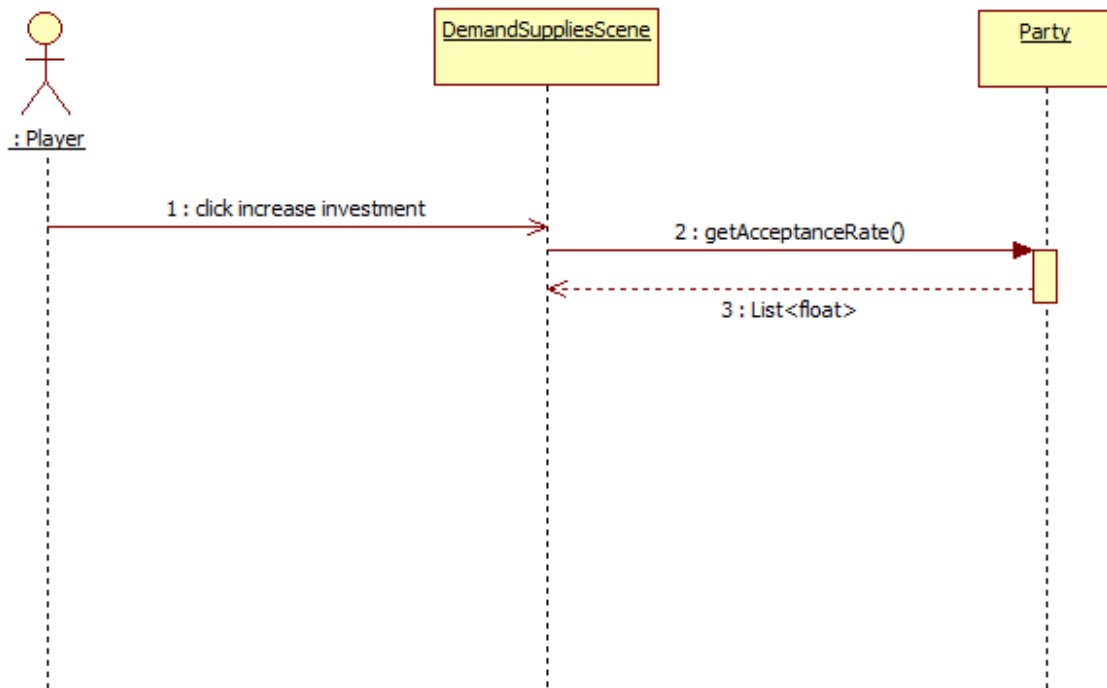 DemandSuppliesScene
Party
: Player
1 : click increase investment
2 : getAcceptanceRate()
3 : List<float>